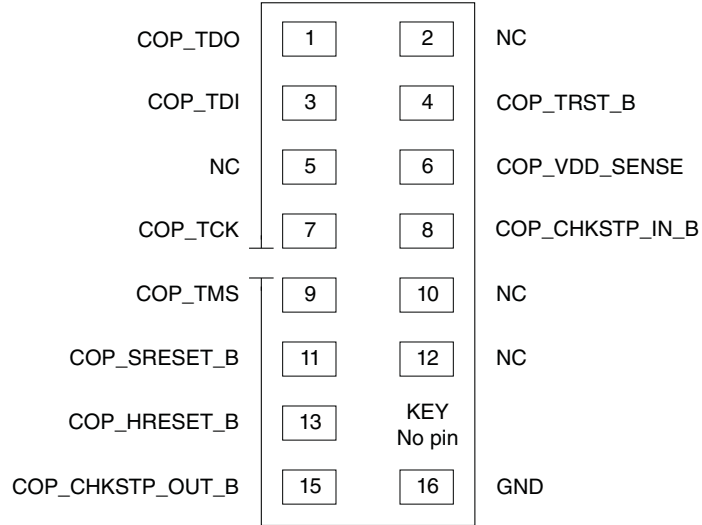 COP_TDO 1 2 NC
COP_TDI 3 4 COP_TRST_B
NC 5 6 COP_VDD_SENSE
COP_TCK 7 8 COP_CHKSTP_IN_B
COP_TMS 9 10 NC
COP_SRESET_B 11 12 NC
COP_HRESET_B 13 KEY
No pin
COP_CHKSTP_OUT_B 15 16 GND